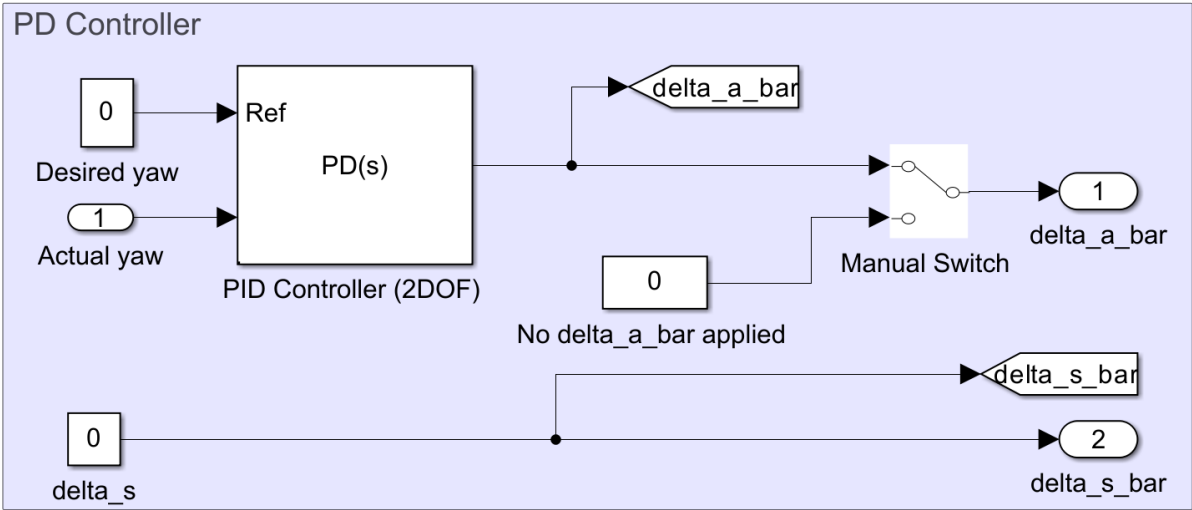 PD Controller
0
Desired yaw
Ref
PD(s)
1
Actual yaw
PID Controller (2DOF)
delta_a_bar
Manual Switch
1
delta_a_bar
0
No delta_a_bar applied
delta_s_bar
0
delta_s
2
delta_s_bar